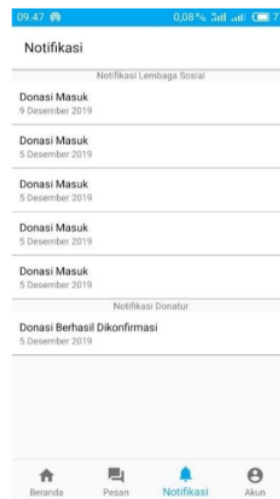 09.47
0,08 %
Notifikasi
Notifikasi Lembaga Sosial
Donasi Masuk
9 Desember 2019
Donasi Masuk
5 Desember 2019
Donasi Masuk
5 Desember 2019
Donasi Masuk
5 Desember 2019
Donasi Masuk
5 Desember 2019
Notifikasi Donatur
Donasi Berhasil Dikonfirmasi
5 Desember 2019
Beranda Pesan Notifikasi Akun